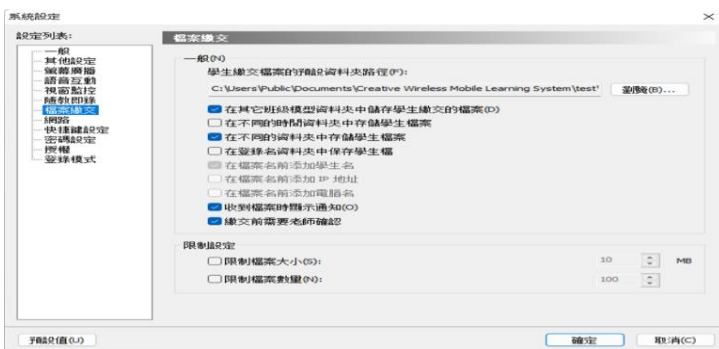 系統設定
設定列表:
一般
其他設定
螢幕廣播
語音互動
視窗監控
隨教即錄
檔案繳交
網路
快捷鍵設定
密碼設定
授權
登錄模式
檔案繳交
一般(N)
學生繳交檔案的預設資料夾路徑(P):
C:\Users\Public\Documents\Creative Wireless Mobile Learning System\test\
瀏覽(B)...
在其它班級模型資料夾中儲存學生繳交的檔案(D)
在不同的時間資料夾中存儲學生檔案
在不同的資料夾中存儲學生檔案
在登錄名資料夾中保存學生檔
在檔案名前添加學生名
在檔案名前添加 IP 地址
在檔案名前添加電腦名
收到檔案時顯示通知(O)
繳交前需要老師確認
限制設定
限制檔案大小(S):
10
MB
限制檔案數量(N):
100
預設值(U)
確定
取消(C)